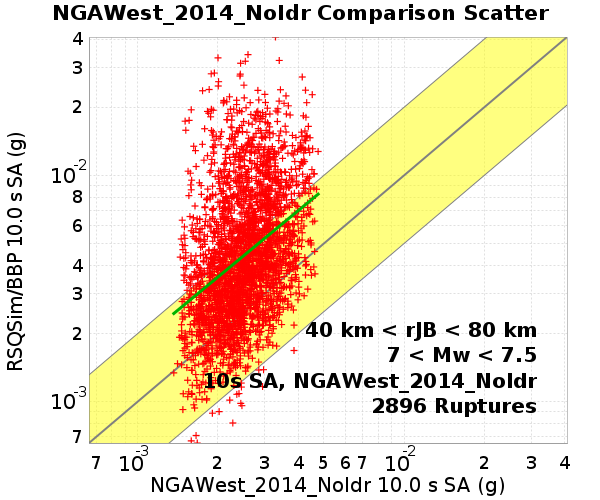 NGAWest_2014_NoIdr Comparison Scatter
RSQSim/BBP 10.0 s SA (g)
4
3
2
10-2
8
6
4
3
2
10-3
7
40 km < rJB < 80 km
7 < Mw < 7.5
10s SA, NGAWest_2014_NoIdr
2896 Ruptures
7 10-3 2 3 4 5 6 7 10-2 2 3 4
NGAWest_2014_NoIdr 10.0 s SA (g)